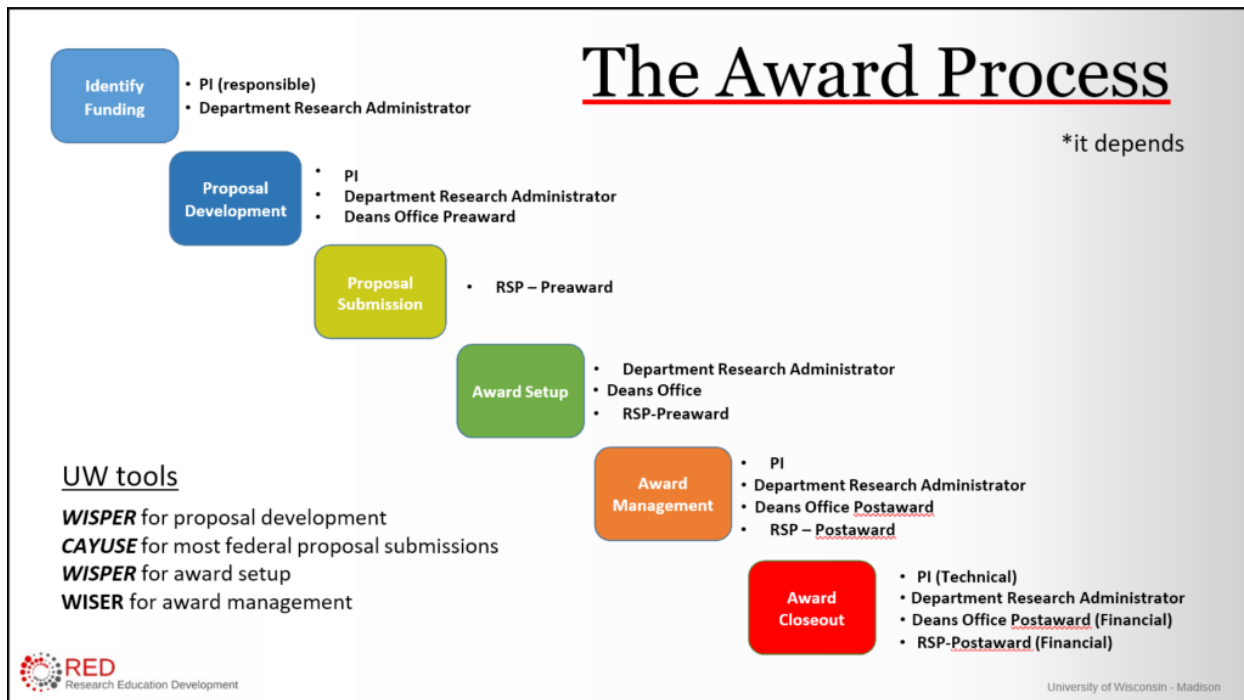 The Award Process
*it depends
Identify
Funding
• PI (responsible)
• Department Research Administrator
Proposal
Development
• PI
• Department Research Administrator
• Deans Office Preaward
Proposal
Submission
• RSP – Preaward
Award Setup
• Department Research Administrator
• Deans Office
• RSP-Preaward
Award
Management
• PI
• Department Research Administrator
• Deans Office Postaward
• RSP – Postaward
Award
Closeout
• PI (Technical)
• Department Research Administrator
• Deans Office Postaward (Financial)
• RSP-Postaward (Financial)
UW tools
WISPER for proposal development
CAYUSE for most federal proposal submissions
WISPER for award setup
WISER for award management
RED
Research Education Development
University of Wisconsin - Madison